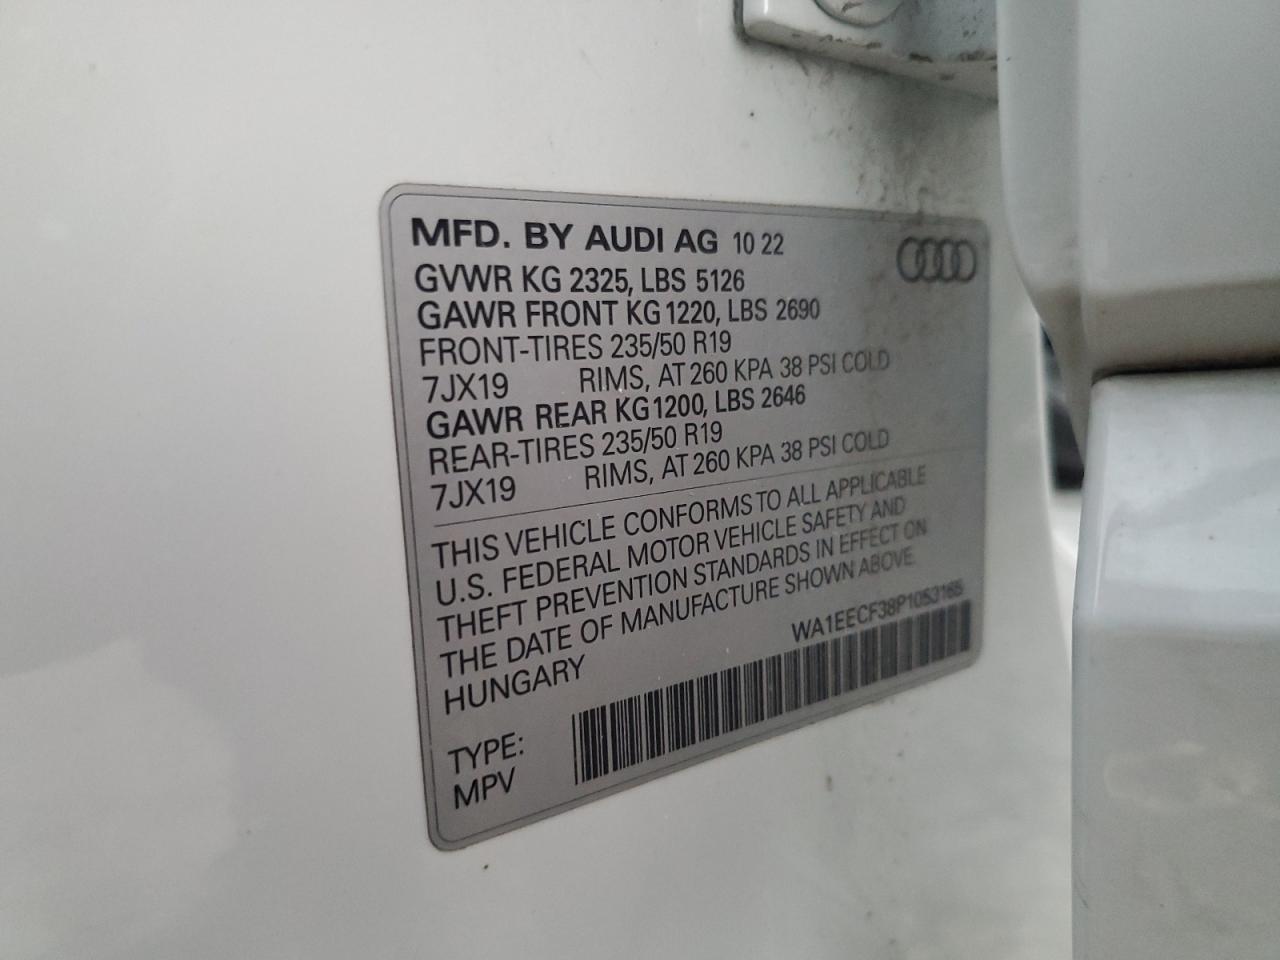 MFD. BY AUDI AG 10 22
GVWR KG 2325, LBS 5126
GAWR FRONT KG 1220, LBS 2690
FRONT-TIRES 235/50 R19
7JX19 RIMS, AT 260 KPA 38 PSI COLD
GAWR REAR KG 1200, LBS 2646
REAR-TIRES 235/50 R19
7JX19 RIMS, AT 260 KPA 38 PSI COLD
THIS VEHICLE CONFORMS TO ALL APPLICABLE
U.S. FEDERAL MOTOR VEHICLE SAFETY AND
THEFT PREVENTION STANDARDS IN EFFECT ON
THE DATE OF MANUFACTURE SHOWN ABOVE.
HUNGARY
WA1EECF38P1053165
TYPE:
MPV